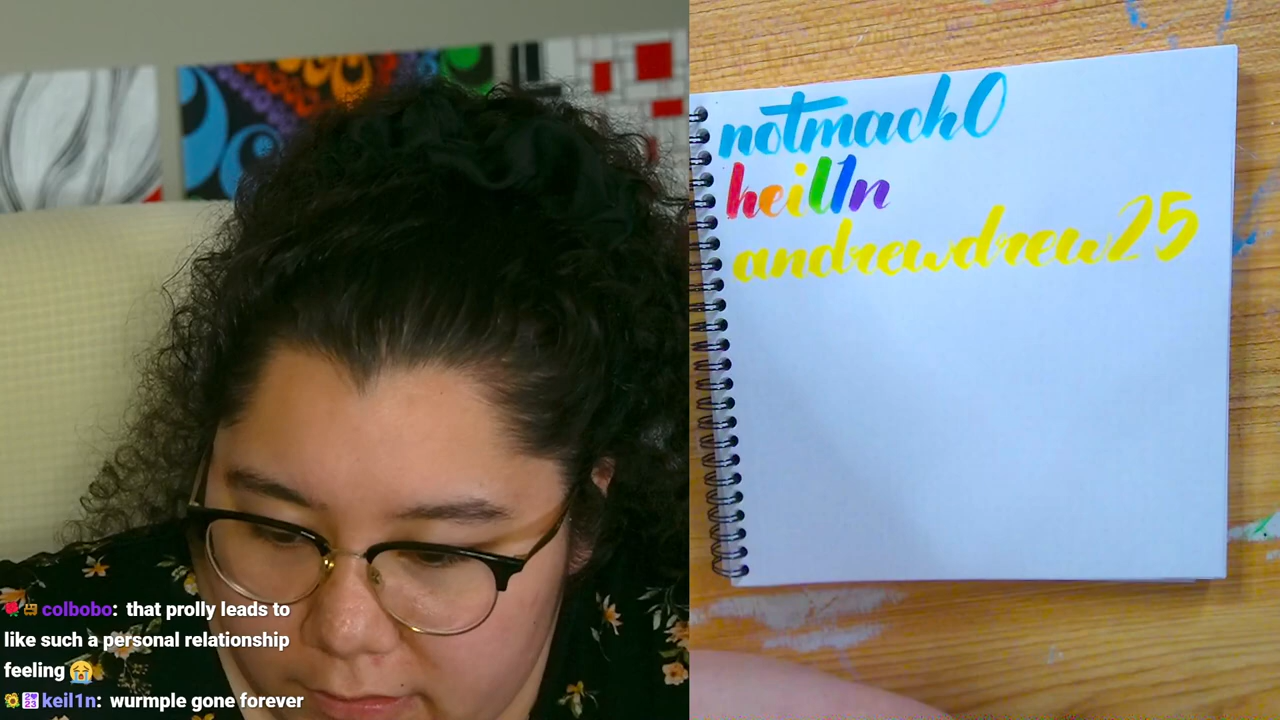 notmach0
keil1n
andrewdrew25
colbobo: that prolly leads to
like such a personal relationship
feeling 😭
keil1n: wurmple gone forever